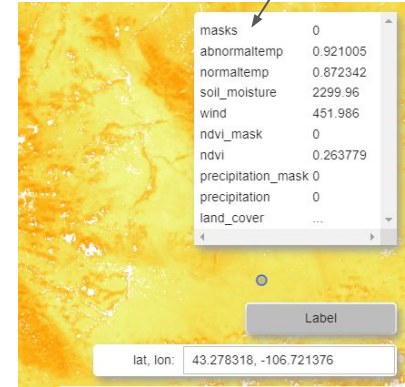 masks 0
abnormaltemp 0.921005
normaltemp 0.872342
soil_moisture 2299.96
wind 451.986
ndvi_mask 0
ndvi 0.263779
precipitation_mask 0
precipitation 0
land_cover ...
Label
lat, lon: 43.278318, -106.721376